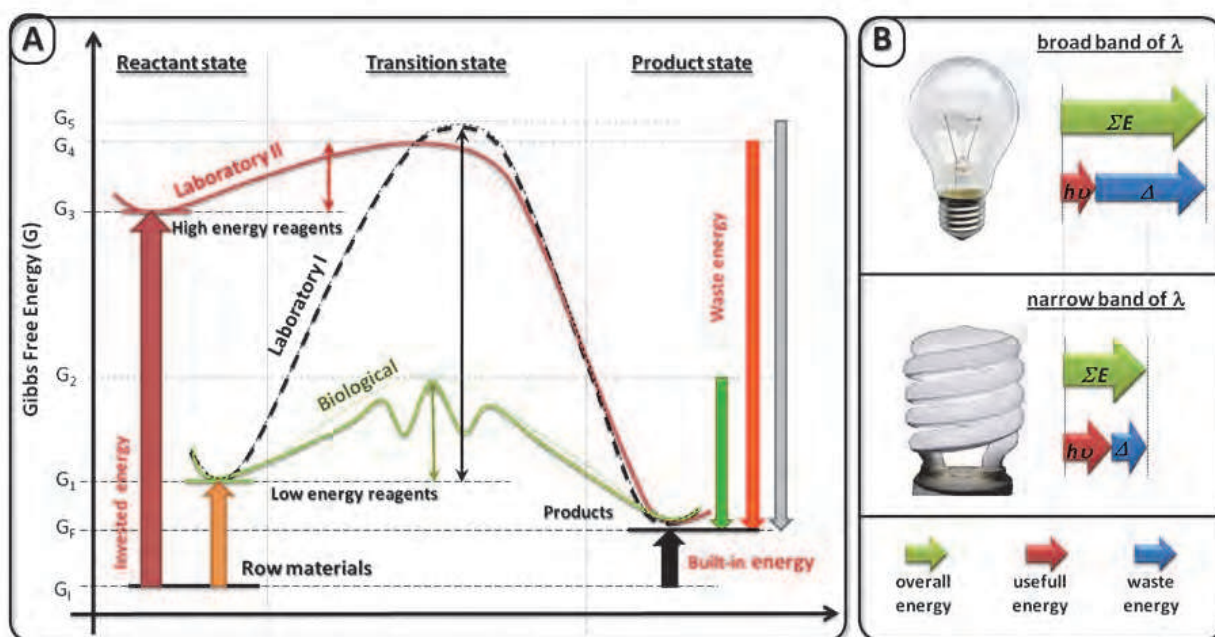 A
Reactant state
Transition state
Product state
Gibbs Free Energy (G)
G5
G4
G3
G2
G1
GF
GI
Laboratory II
High energy reagents
Laboratory I
Biological
Low energy reagents
Invested energy
Row materials
Products
Waste energy
Built-in energy
B
broad band of λ
ΣE
hυ
Δ
narrow band of λ
ΣE
hυ
Δ
overall
energy
usefull
energy
waste
energy